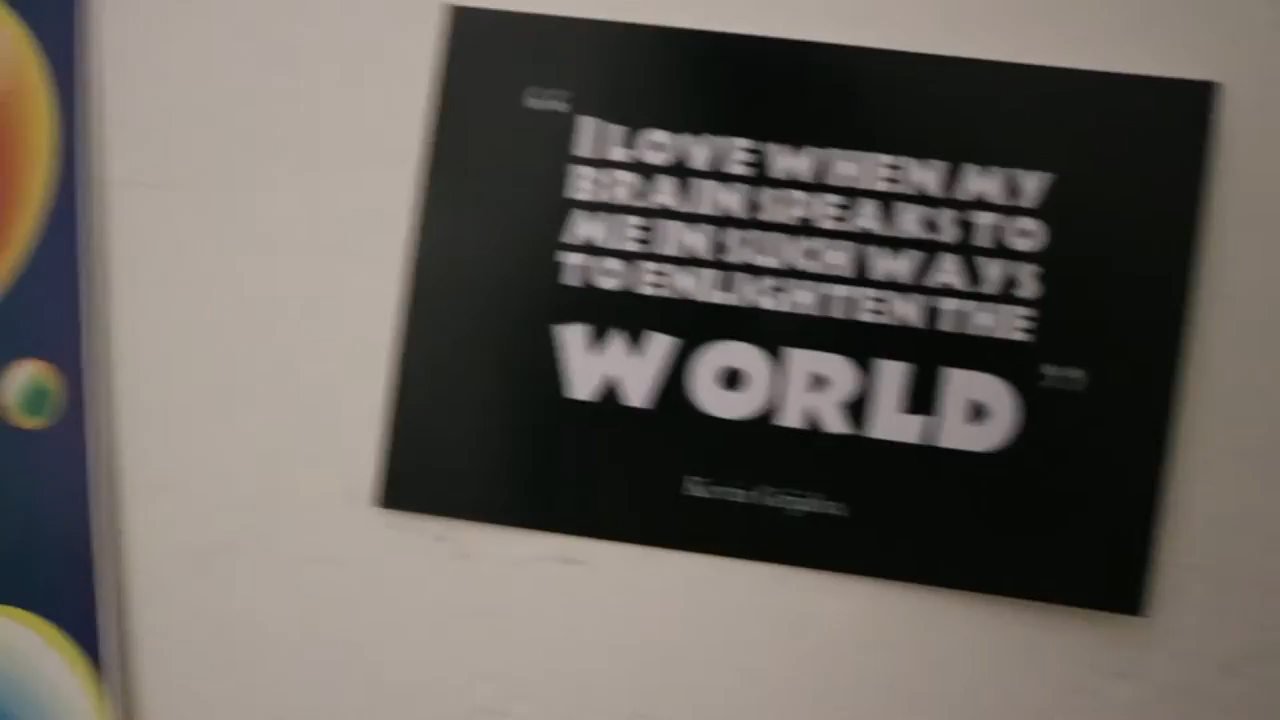 “I LOVE WHEN MY
BRAIN SPEAKS TO
ME IN SUCH WAYS
TO ENLIGHTEN THE
WORLD”